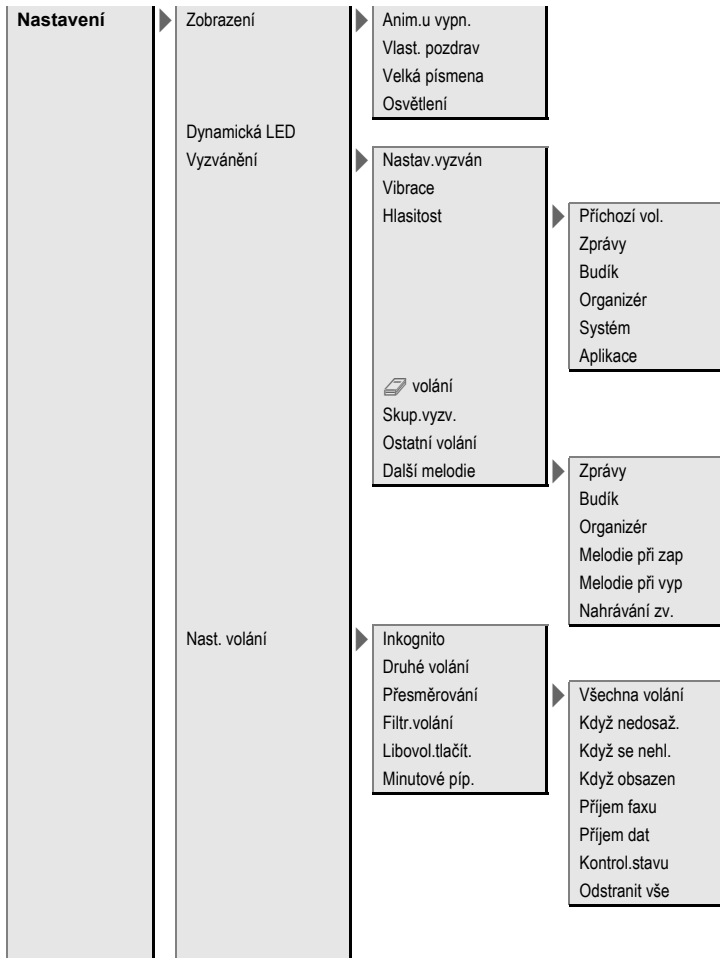 Nastavení
Zobrazení
Anim.u vypn.
Vlast. pozdrav
Velká písmena
Osvětlení
Dynamická LED
Vyzvánění
Nastav.vyzván
Vibrace
Hlasitost
Příchozí vol.
Zprávy
Budík
Organizér
Systém
Aplikace
volání
Skup.vyzv.
Ostatní volání
Další melodie
Zprávy
Budík
Organizér
Melodie při zap
Melodie při vyp
Nahrávání zv.
Nast. volání
Inkognito
Druhé volání
Přesměrování
Všechna volání
Když nedosaž.
Když se nehl.
Když obsazen
Příjem faxu
Příjem dat
Kontrol.stavu
Odstranit vše
Filtr.volání
Libovol.tlačít.
Minutové píp.